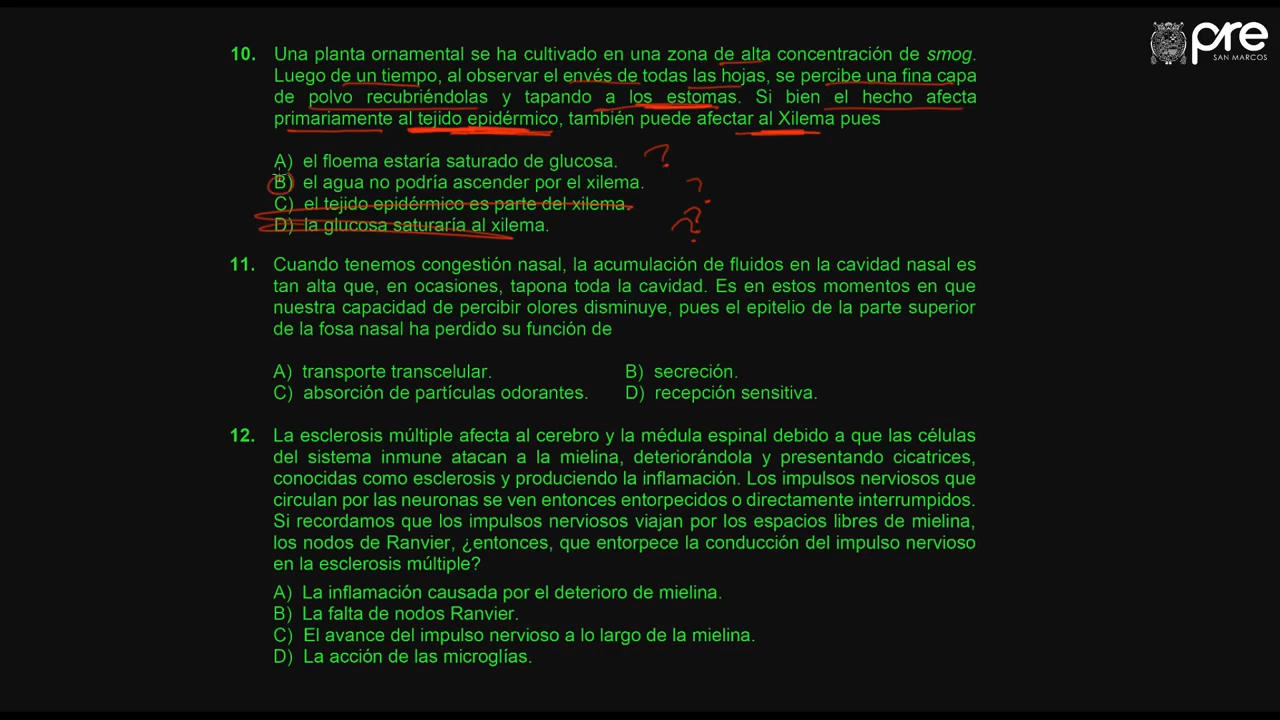 pre
SAN MARCOS
10. Una planta ornamental se ha cultivado en una zona de alta concentración de smog.
Luego de un tiempo, al observar el envés de todas las hojas, se percibe una fina capa
de polvo recubriéndolas y tapando a los estomas. Si bien el hecho afecta
primariamente al tejido epidérmico, también puede afectar al Xilema pues
A) el floema estaría saturado de glucosa. ?
B) el agua no podría ascender por el xilema. ?
C) el tejido epidérmico es parte del xilema. ?
D) la glucosa saturaría al xilema. ?
11. Cuando tenemos congestión nasal, la acumulación de fluidos en la cavidad nasal es
tan alta que, en ocasiones, tapona toda la cavidad. Es en estos momentos en que
nuestra capacidad de percibir olores disminuye, pues el epitelio de la parte superior
de la fosa nasal ha perdido su función de
A) transporte transcelular. B) secreción.
C) absorción de partículas odorantes. D) recepción sensitiva.
12. La esclerosis múltiple afecta al cerebro y la médula espinal debido a que las células
del sistema inmune atacan a la mielina, deteriorándola y presentando cicatrices,
conocidas como esclerosis y produciendo la inflamación. Los impulsos nerviosos que
circulan por las neuronas se ven entonces entorpecidos o directamente interrumpidos.
Si recordamos que los impulsos nerviosos viajan por los espacios libres de mielina,
los nodos de Ranvier, ¿entonces, que entorpece la conducción del impulso nervioso
en la esclerosis múltiple?
A) La inflamación causada por el deterioro de mielina.
B) La falta de nodos Ranvier.
C) El avance del impulso nervioso a lo largo de la mielina.
D) La acción de las microglías.